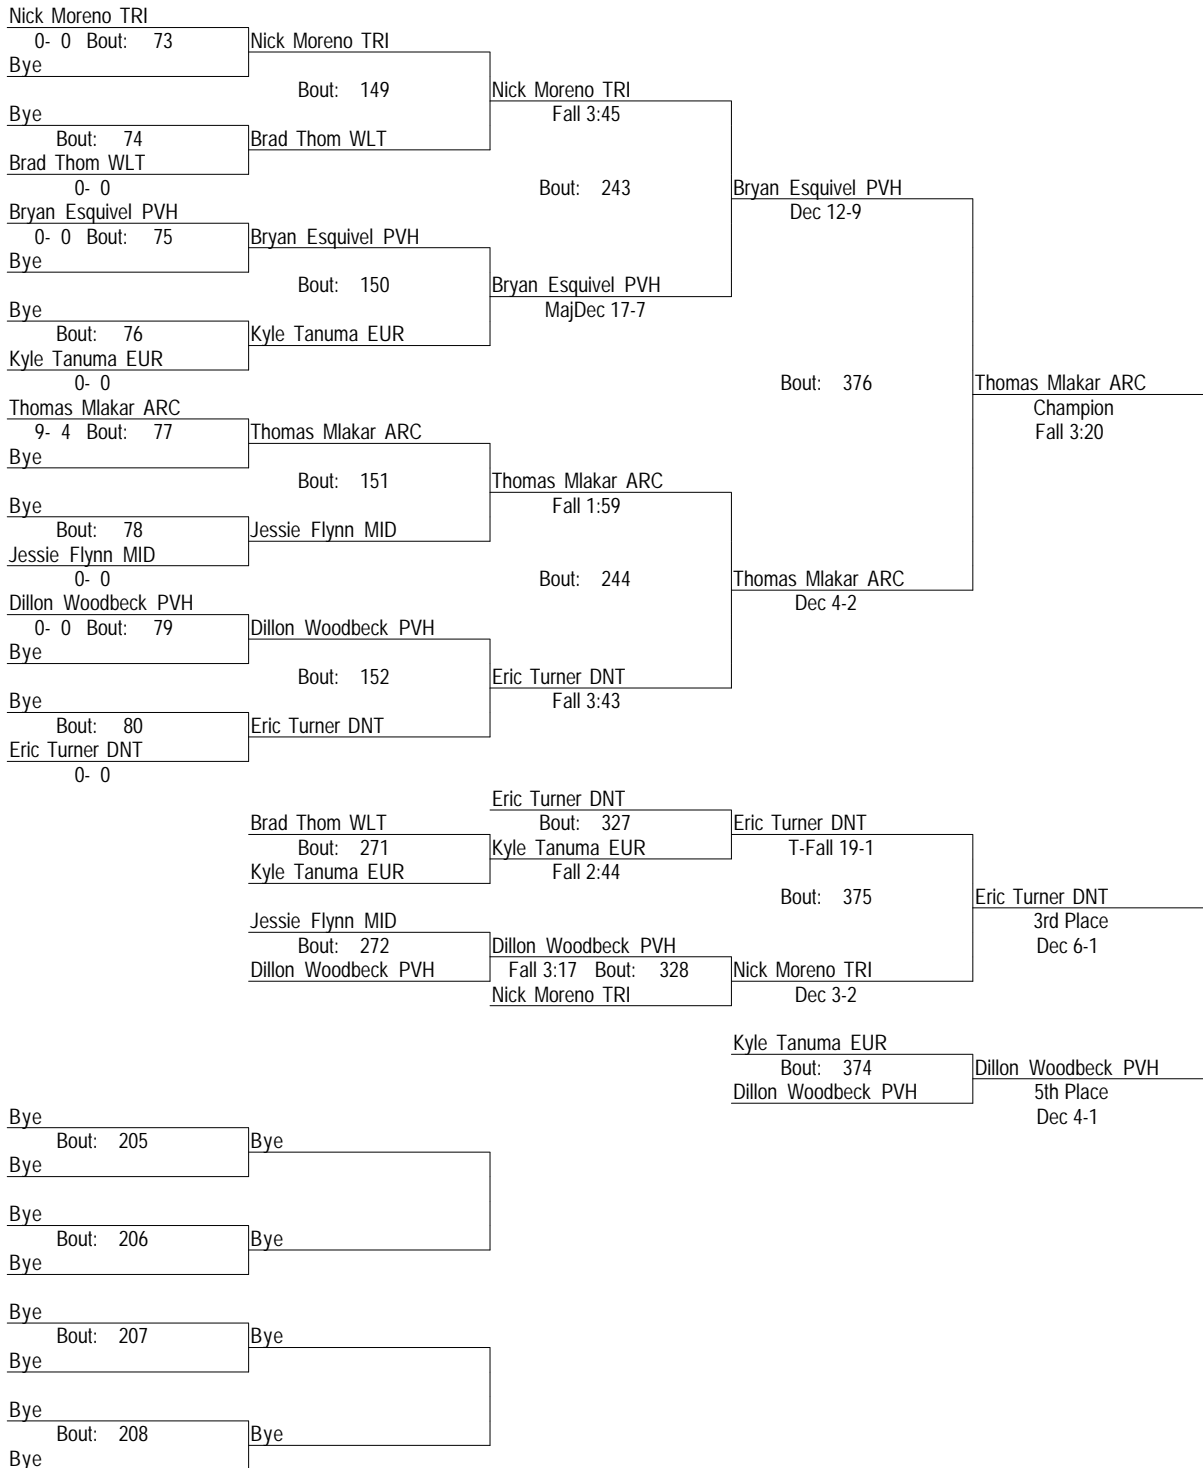 Nick Moreno TRI
0- 0 Bout: 73
Nick Moreno TRI
Bye
Bout: 149
Nick Moreno TRI
Bye
Fall 3:45
Bout: 74
Brad Thom WLT
Brad Thom WLT
0- 0
Bout: 243
Bryan Esquivel PVH
Bryan Esquivel PVH
Dec 12-9
0- 0 Bout: 75
Bryan Esquivel PVH
Bye
Bout: 150
Bryan Esquivel PVH
Bye
MajDec 17-7
Bout: 76
Kyle Tanuma EUR
Kyle Tanuma EUR
0- 0
Bout: 376
Thomas Mlakar ARC
Thomas Mlakar ARC
Champion
9- 4 Bout: 77
Thomas Mlakar ARC
Fall 3:20
Bye
Bout: 151
Thomas Mlakar ARC
Bye
Fall 1:59
Bout: 78
Jessie Flynn MID
Jessie Flynn MID
0- 0
Bout: 244
Thomas Mlakar ARC
Dillon Woodbeck PVH
Dec 4-2
0- 0 Bout: 79
Dillon Woodbeck PVH
Bye
Bout: 152
Eric Turner DNT
Bye
Fall 3:43
Bout: 80
Eric Turner DNT
Eric Turner DNT
0- 0
Eric Turner DNT
Brad Thom WLT
Bout: 327
Eric Turner DNT
Bout: 271
Kyle Tanuma EUR
T-Fall 19-1
Kyle Tanuma EUR
Fall 2:44
Bout: 375
Eric Turner DNT
Jessie Flynn MID
3rd Place
Bout: 272
Dillon Woodbeck PVH
Dec 6-1
Dillon Woodbeck PVH
Fall 3:17 Bout: 328
Nick Moreno TRI
Nick Moreno TRI
Dec 3-2
Kyle Tanuma EUR
Bout: 374
Dillon Woodbeck PVH
Dillon Woodbeck PVH
5th Place
Dec 4-1
Bye
Bout: 205
Bye
Bye
Bye
Bout: 206
Bye
Bye
Bye
Bout: 207
Bye
Bye
Bye
Bout: 208
Bye
Bye